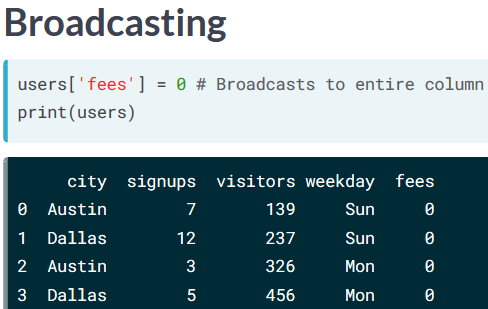 Broadcasting
users['fees'] = 0 # Broadcasts to entire column
print(users)
city signups visitors weekday fees
0 Austin 7 139 Sun 0
1 Dallas 12 237 Sun 0
2 Austin 3 326 Mon 0
3 Dallas 5 456 Mon 0